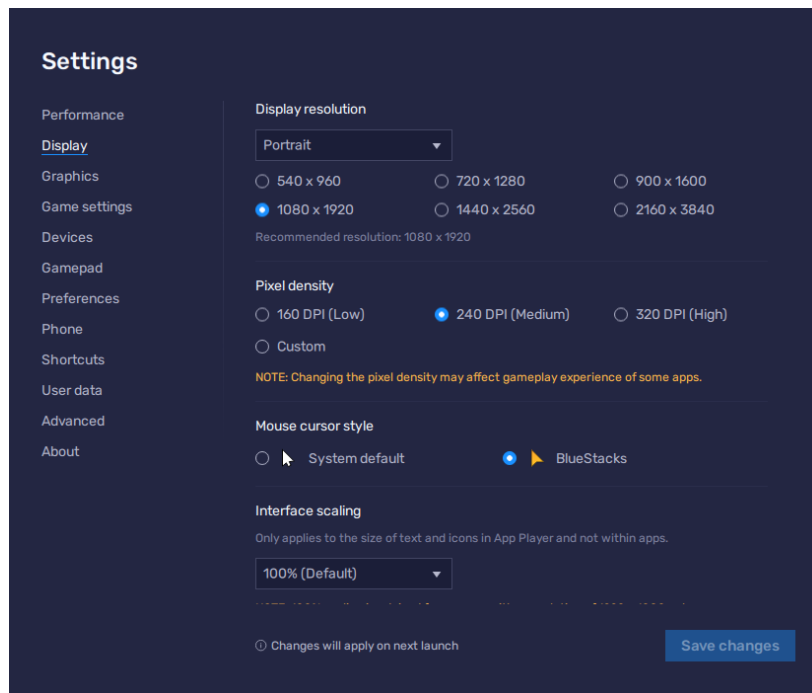 Settings
Performance
Display
Graphics
Game settings
Devices
Gamepad
Preferences
Phone
Shortcuts
User data
Advanced
About
Display resolution
Portrait
540 x 960
720 x 1280
900 x 1600
1080 x 1920
1440 x 2560
2160 x 3840
Recommended resolution: 1080 x 1920
Pixel density
160 DPI (Low)
240 DPI (Medium)
320 DPI (High)
Custom
NOTE: Changing the pixel density may affect gameplay experience of some apps.
Mouse cursor style
System default
BlueStacks
Interface scaling
Only applies to the size of text and icons in App Player and not within apps.
100% (Default)
Changes will apply on next launch
Save changes